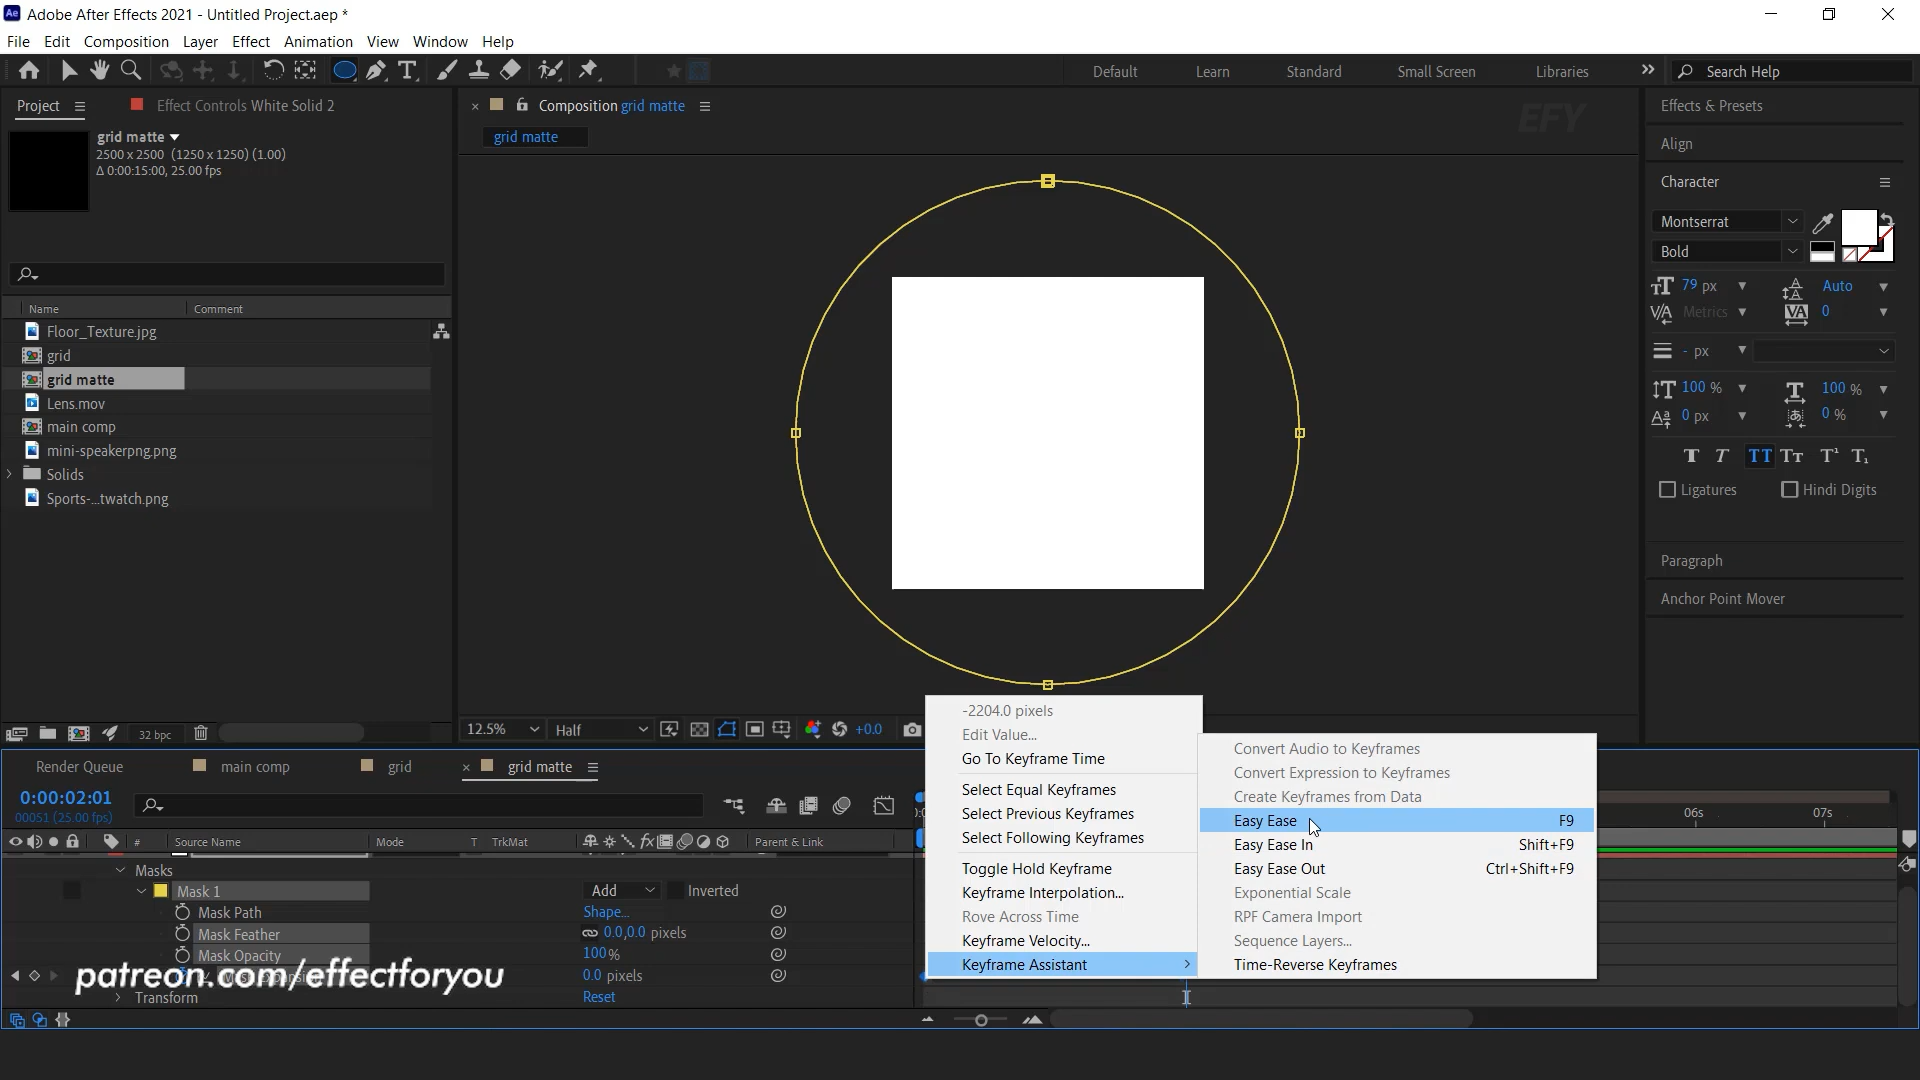 Adobe After Effects 2021 - Untitled Project.aep *
File Edit Composition Layer Effect Animation View Window Help
Default Learn Standard Small Screen Libraries Search Help
Project Effect Controls White Solid 2
Composition grid matte
EFY
Effects & Presets
grid matte
2500 x 2500 (1250 x 1250) (1.00)
Δ 0:00:15:00, 25.00 fps
grid matte
Align
Character
Montserrat
Bold
79 px Auto
Metrics 0
- px
100 % 100 %
0 px 0 %
Ligatures Hindi Digits
Paragraph
Anchor Point Mover
Name Comment
Floor_Texture.jpg
grid
grid matte
Lens.mov
main comp
mini-speakerpng.png
Solids
Sports-...twatch.png
32 bpc
12.5% Half +0.0
Render Queue main comp grid grid matte
0:00:02:01
00051 (25.00 fps)
# Source Name Mode T TrkMat Parent & Link
06s 07s
Masks
Mask 1 Add Inverted
Mask Path Shape...
Mask Feather 0.0,0.0 pixels
Mask Opacity 100%
0.0 pixels
patreon.com/effectforyou
Transform Reset
-2204.0 pixels
Edit Value...
Go To Keyframe Time
Select Equal Keyframes
Select Previous Keyframes
Select Following Keyframes
Toggle Hold Keyframe
Keyframe Interpolation...
Rove Across Time
Keyframe Velocity...
Keyframe Assistant
Convert Audio to Keyframes
Convert Expression to Keyframes
Create Keyframes from Data
Easy Ease F9
Easy Ease In Shift+F9
Easy Ease Out Ctrl+Shift+F9
Exponential Scale
RPF Camera Import
Sequence Layers...
Time-Reverse Keyframes